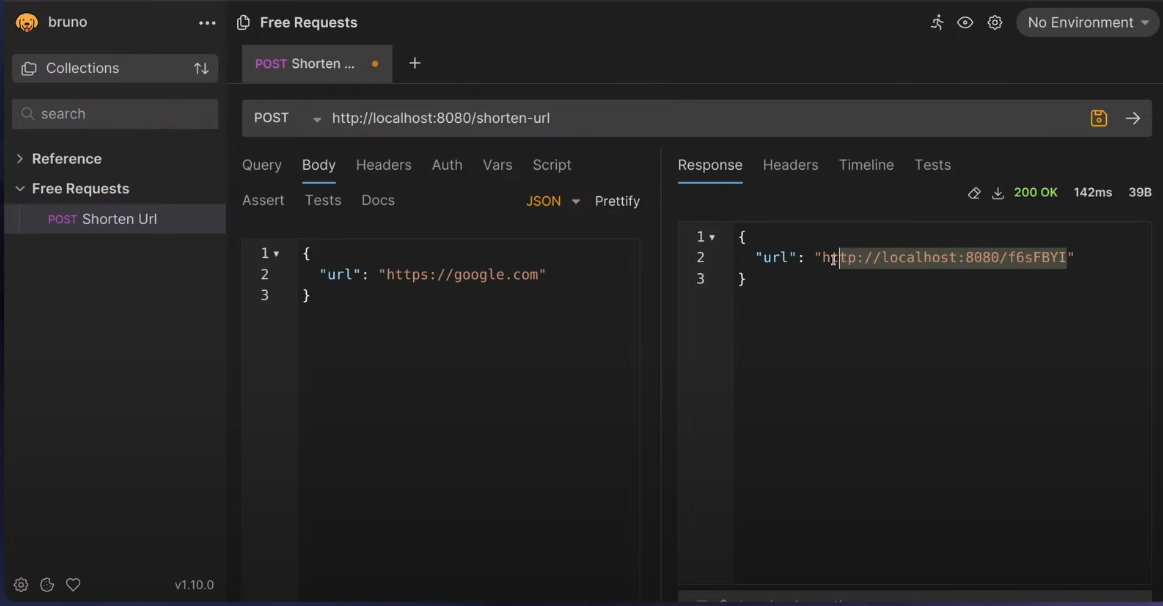 bruno
Free Requests
No Environment
Collections
POST Shorten ...
+
search
POST http://localhost:8080/shorten-url
Reference
Free Requests
POST Shorten Url
Query Body Headers Auth Vars Script
Assert Tests Docs JSON Prettify
1 {
2 "url": "https://google.com"
3 }
Response Headers Timeline Tests
200 OK 142ms 39B
1 {
2 "url": "http://localhost:8080/f6sFBYI"
3 }
v1.10.0